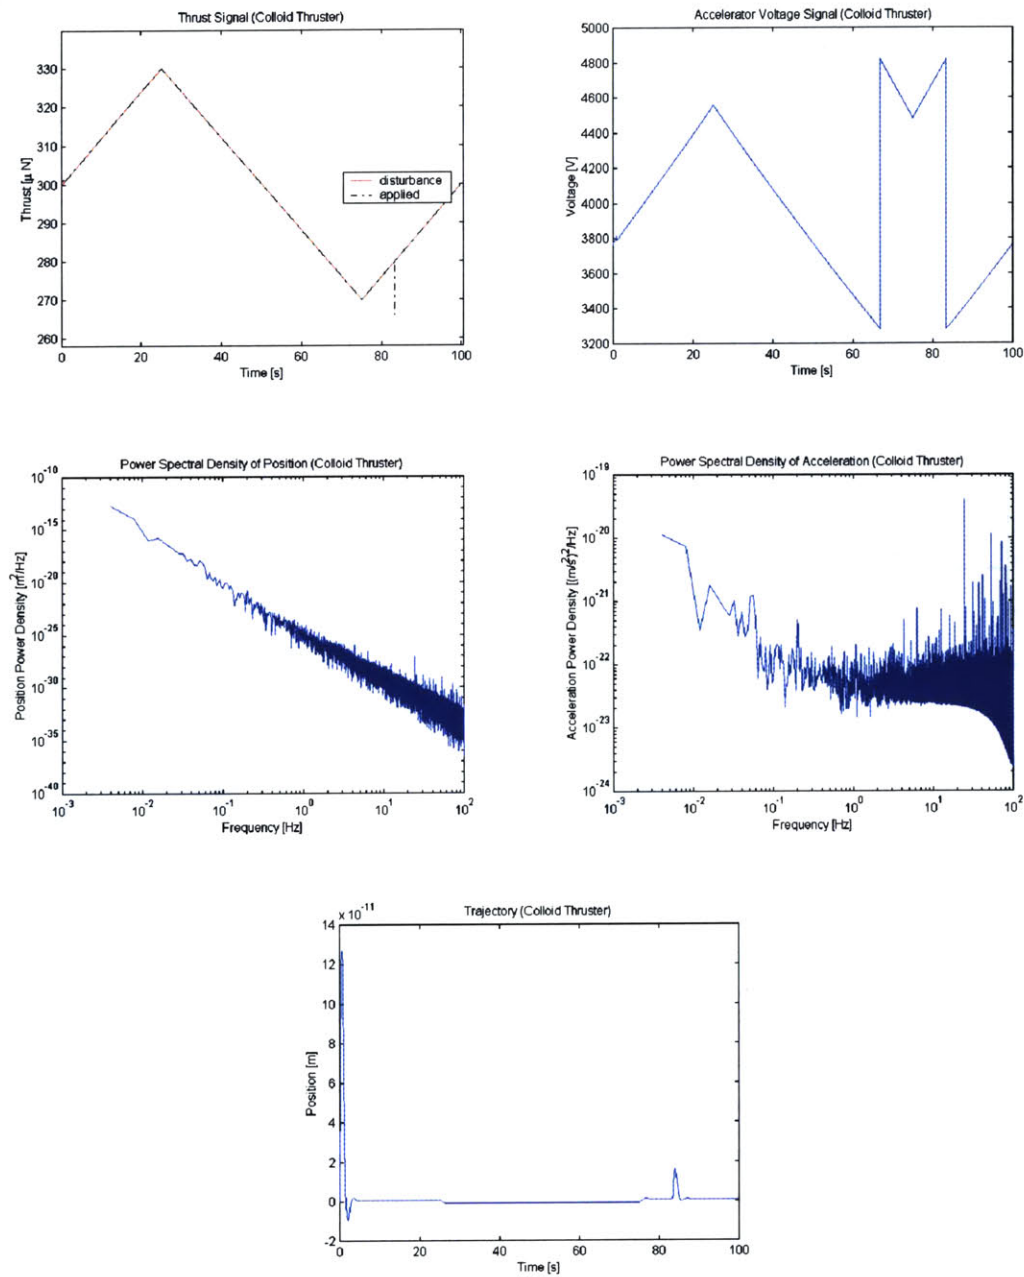 Thrust Signal (Colloid Thruster)
330
320
310
300
290
280
270
260
Thrust [μ N]
disturbance
applied
0 20 40 60 80 100
Time [s]
Accelerator Voltage Signal (Colloid Thruster)
5000
4800
4600
4400
4200
4000
3800
3600
3400
3200
Voltage [V]
0 20 40 60 80 100
Time [s]
Power Spectral Density of Position (Colloid Thruster)
10^-10
10^-15
10^-20
10^-25
10^-30
10^-35
10^-40
Position Power Density [m²/Hz]
10^-3 10^-2 10^-1 10^0 10^1 10^2
Frequency [Hz]
Power Spectral Density of Acceleration (Colloid Thruster)
10^-19
10^-20
10^-21
10^-22
10^-23
10^-24
Acceleration Power Density [(m/s²)²/Hz]
10^-3 10^-2 10^-1 10^0 10^1 10^2
Frequency [Hz]
Trajectory (Colloid Thruster)
x 10^-11
14
12
10
8
6
4
2
0
-2
Position [m]
0 20 40 60 80 100
Time [s]